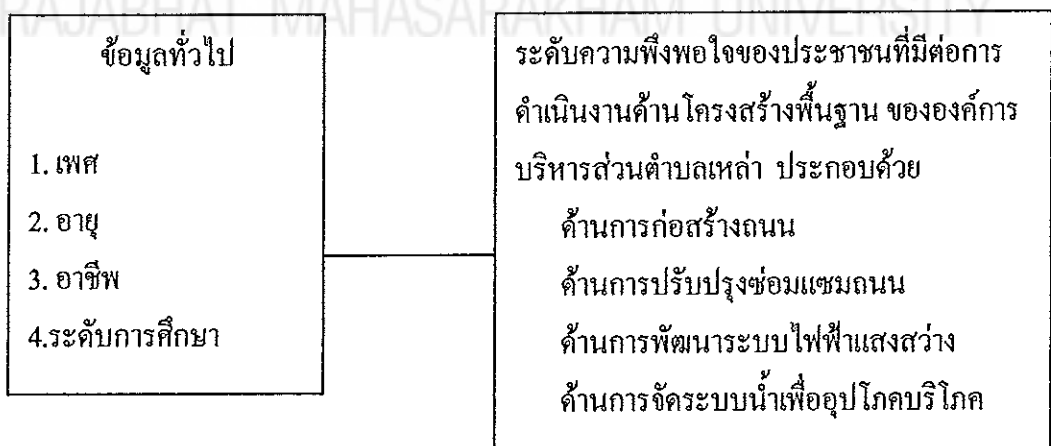 RAJABHAT MAHASARAKHAM UNIVERSITY
ข้อมูลทั่วไป
1. เพศ
2. อายุ
3. อาชีพ
4.ระดับการศึกษา
ระดับความพึงพอใจของประชาชนที่มีต่อการ
ดำเนินงานด้านโครงสร้างพื้นฐาน ขององค์การ
บริหารส่วนตำบลเหล่า ประกอบด้วย
ด้านการก่อสร้างถนน
ด้านการปรับปรุงซ่อมแซมถนน
ด้านการพัฒนาระบบไฟฟ้าแสงสว่าง
ด้านการจัดระบบน้ำเพื่ออุปโภคบริโภค